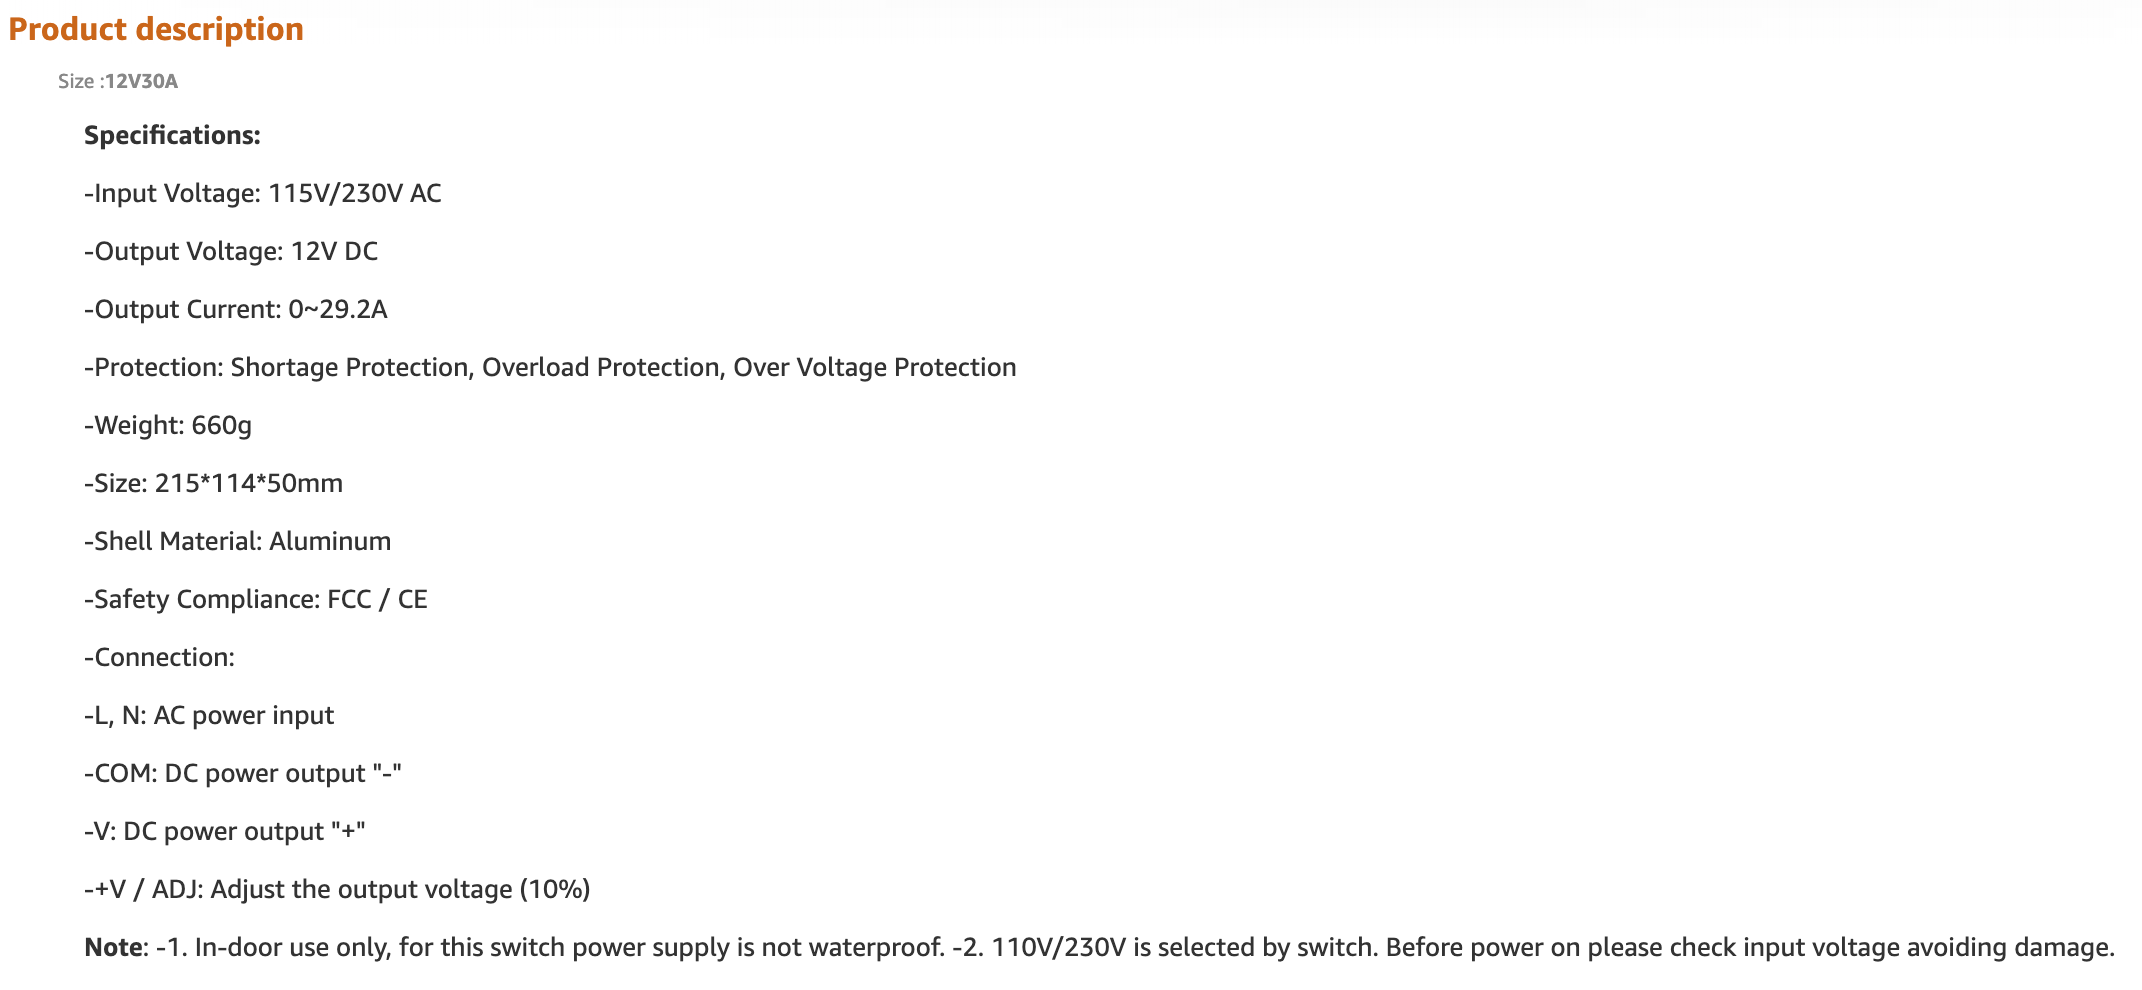 Product description
Size :12V30A
Specifications:
-Input Voltage: 115V/230V AC
-Output Voltage: 12V DC
-Output Current: 0~29.2A
-Protection: Shortage Protection, Overload Protection, Over Voltage Protection
-Weight: 660g
-Size: 215*114*50mm
-Shell Material: Aluminum
-Safety Compliance: FCC / CE
-Connection:
-L, N: AC power input
-COM: DC power output "-"
-V: DC power output "+"
-+V / ADJ: Adjust the output voltage (10%)
Note: -1. In-door use only, for this switch power supply is not waterproof. -2. 110V/230V is selected by switch. Before power on please check input voltage avoiding damage.